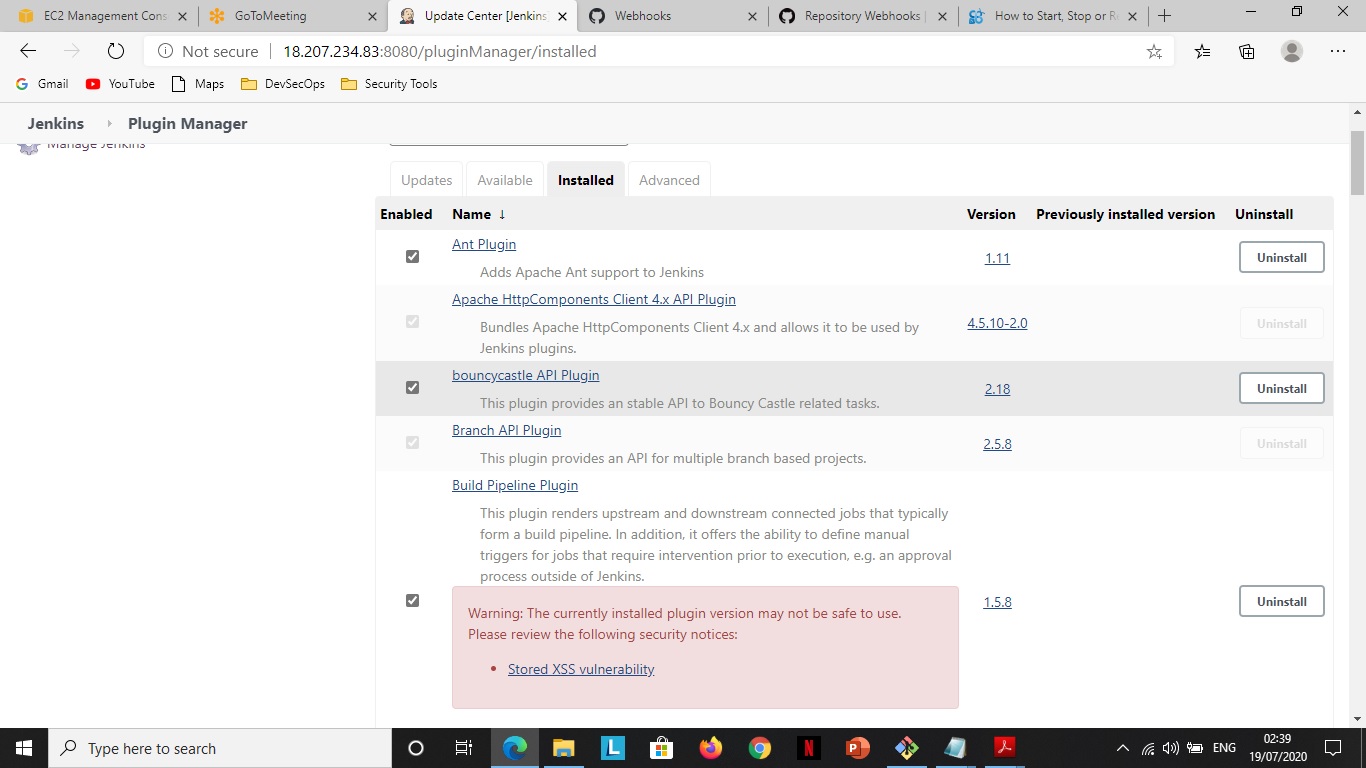 EC2 Management Cons
GoToMeeting
Update Center [Jenkins]
Webhooks
Repository Webhooks |
How to Start, Stop or Re
Not secure
18.207.234.83:8080/pluginManager/installed
Gmail
YouTube
Maps
DevSecOps
Security Tools
Jenkins
Plugin Manager
Manage Jenkins
Updates
Available
Installed
Advanced
Enabled
Name ↓
Version
Previously installed version
Uninstall
Ant Plugin
Adds Apache Ant support to Jenkins
1.11
Uninstall
Apache HttpComponents Client 4.x API Plugin
Bundles Apache HttpComponents Client 4.x and allows it to be used by
Jenkins plugins.
4.5.10-2.0
Uninstall
bouncycastle API Plugin
This plugin provides an stable API to Bouncy Castle related tasks.
2.18
Uninstall
Branch API Plugin
This plugin provides an API for multiple branch based projects.
2.5.8
Uninstall
Build Pipeline Plugin
This plugin renders upstream and downstream connected jobs that typically
form a build pipeline. In addition, it offers the ability to define manual
triggers for jobs that require intervention prior to execution, e.g. an approval
process outside of Jenkins.
Warning: The currently installed plugin version may not be safe to use.
Please review the following security notices:
Stored XSS vulnerability
1.5.8
Uninstall
Type here to search
L
N
P
ENG
02:39
19/07/2020